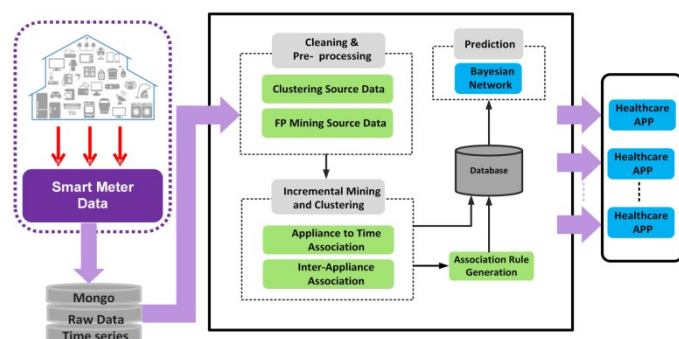 Smart Meter
Data
Mongo
Raw Data
Time series
Cleaning &
Pre- processing
Clustering Source Data
FP Mining Source Data
Incremental Mining
and Clustering
Appliance to Time
Association
Inter-Appliance
Association
Prediction
Bayesian
Network
Database
Association Rule
Generation
Healthcare
APP
Healthcare
APP
Healthcare
APP